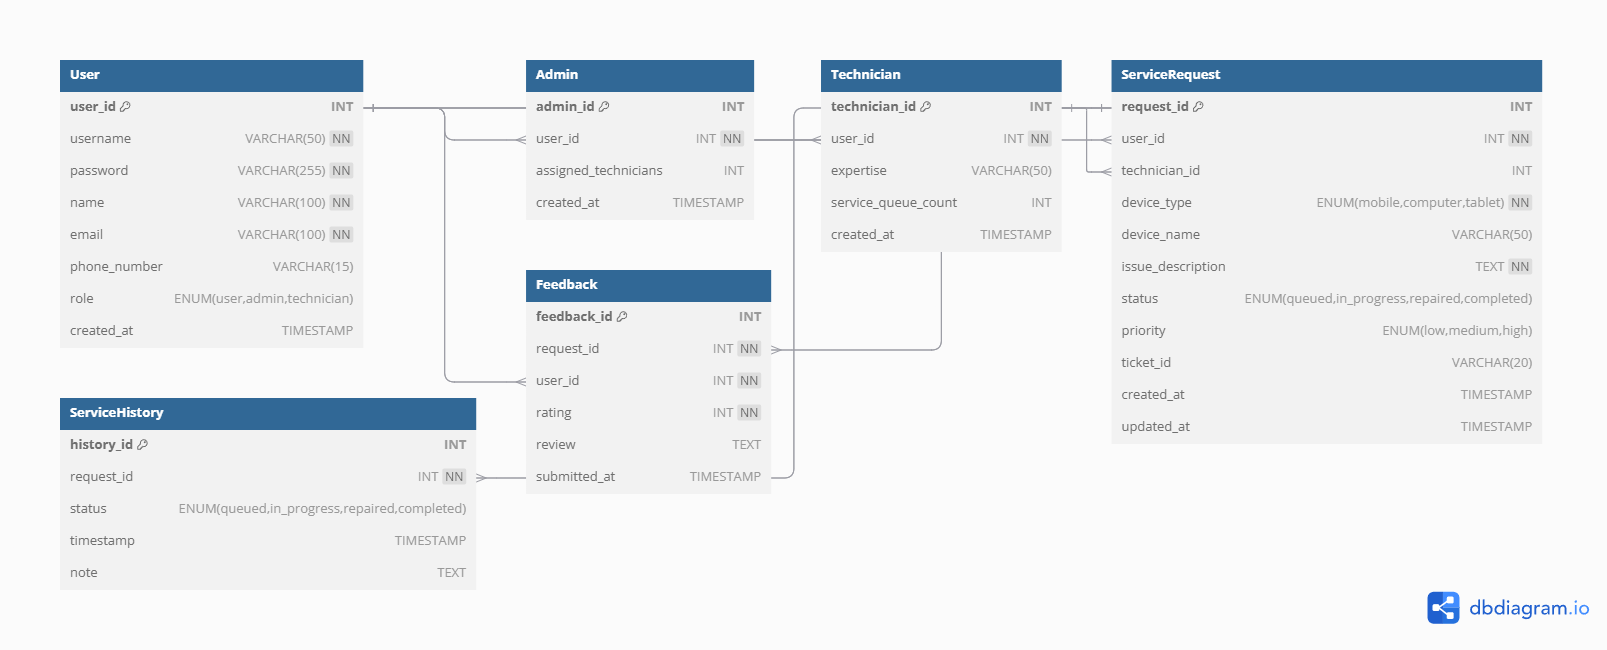 User
user_id INT
username VARCHAR(50) NN
password VARCHAR(255) NN
name VARCHAR(100) NN
email VARCHAR(100) NN
phone_number VARCHAR(15)
role ENUM(user,admin,technician)
created_at TIMESTAMP
Admin
admin_id INT
user_id INT NN
assigned_technicians INT
created_at TIMESTAMP
Technician
technician_id INT
user_id INT NN
expertise VARCHAR(50)
service_queue_count INT
created_at TIMESTAMP
ServiceRequest
request_id INT
user_id INT NN
technician_id INT
device_type ENUM(mobile,computer,tablet) NN
device_name VARCHAR(50)
issue_description TEXT NN
status ENUM(queued,in_progress,repaired,completed)
priority ENUM(low,medium,high)
ticket_id VARCHAR(20)
created_at TIMESTAMP
updated_at TIMESTAMP
Feedback
feedback_id INT
request_id INT NN
user_id INT NN
rating INT NN
review TEXT
submitted_at TIMESTAMP
ServiceHistory
history_id INT
request_id INT NN
status ENUM(queued,in_progress,repaired,completed)
timestamp TIMESTAMP
note TEXT
dbdiagram.io